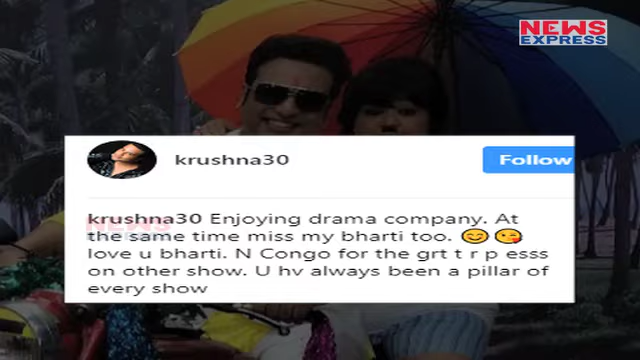 NEWS
EXPRESS
krushna30
Follow
krushna30 Enjoying drama company. At
the same time miss my bharti too. 😊 😘
love u bharti. N Congo for the grt t r p esss
on other show. U hv always been a pillar of
every show
NEWS